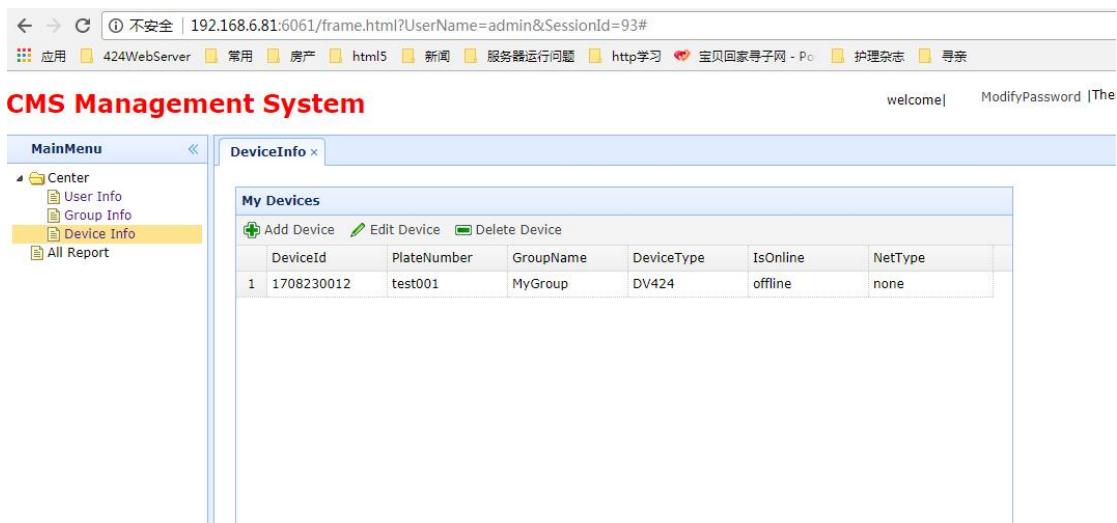 不安全 | 192.168.6.81:6061/frame.html?UserName=admin&SessionId=93#
应用 424WebServer 常用 房产 html5 新闻 服务器运行问题 http学习 宝贝回家寻子网 - Po 护理杂志 寻亲
CMS Management System
welcome| ModifyPassword |The
MainMenu
DeviceInfo ×
Center
User Info
Group Info
Device Info
All Report
My Devices
Add Device Edit Device Delete Device
DeviceId PlateNumber GroupName DeviceType IsOnline NetType
1 1708230012 test001 MyGroup DV424 offline none